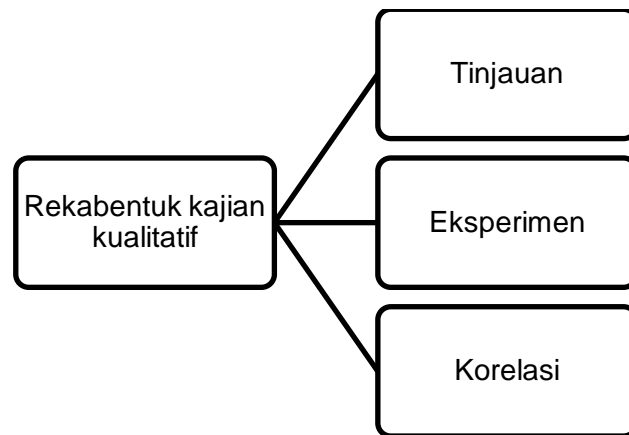 Tinjauan
Rekabentuk kajian
kualitatif
Eksperimen
Korelasi